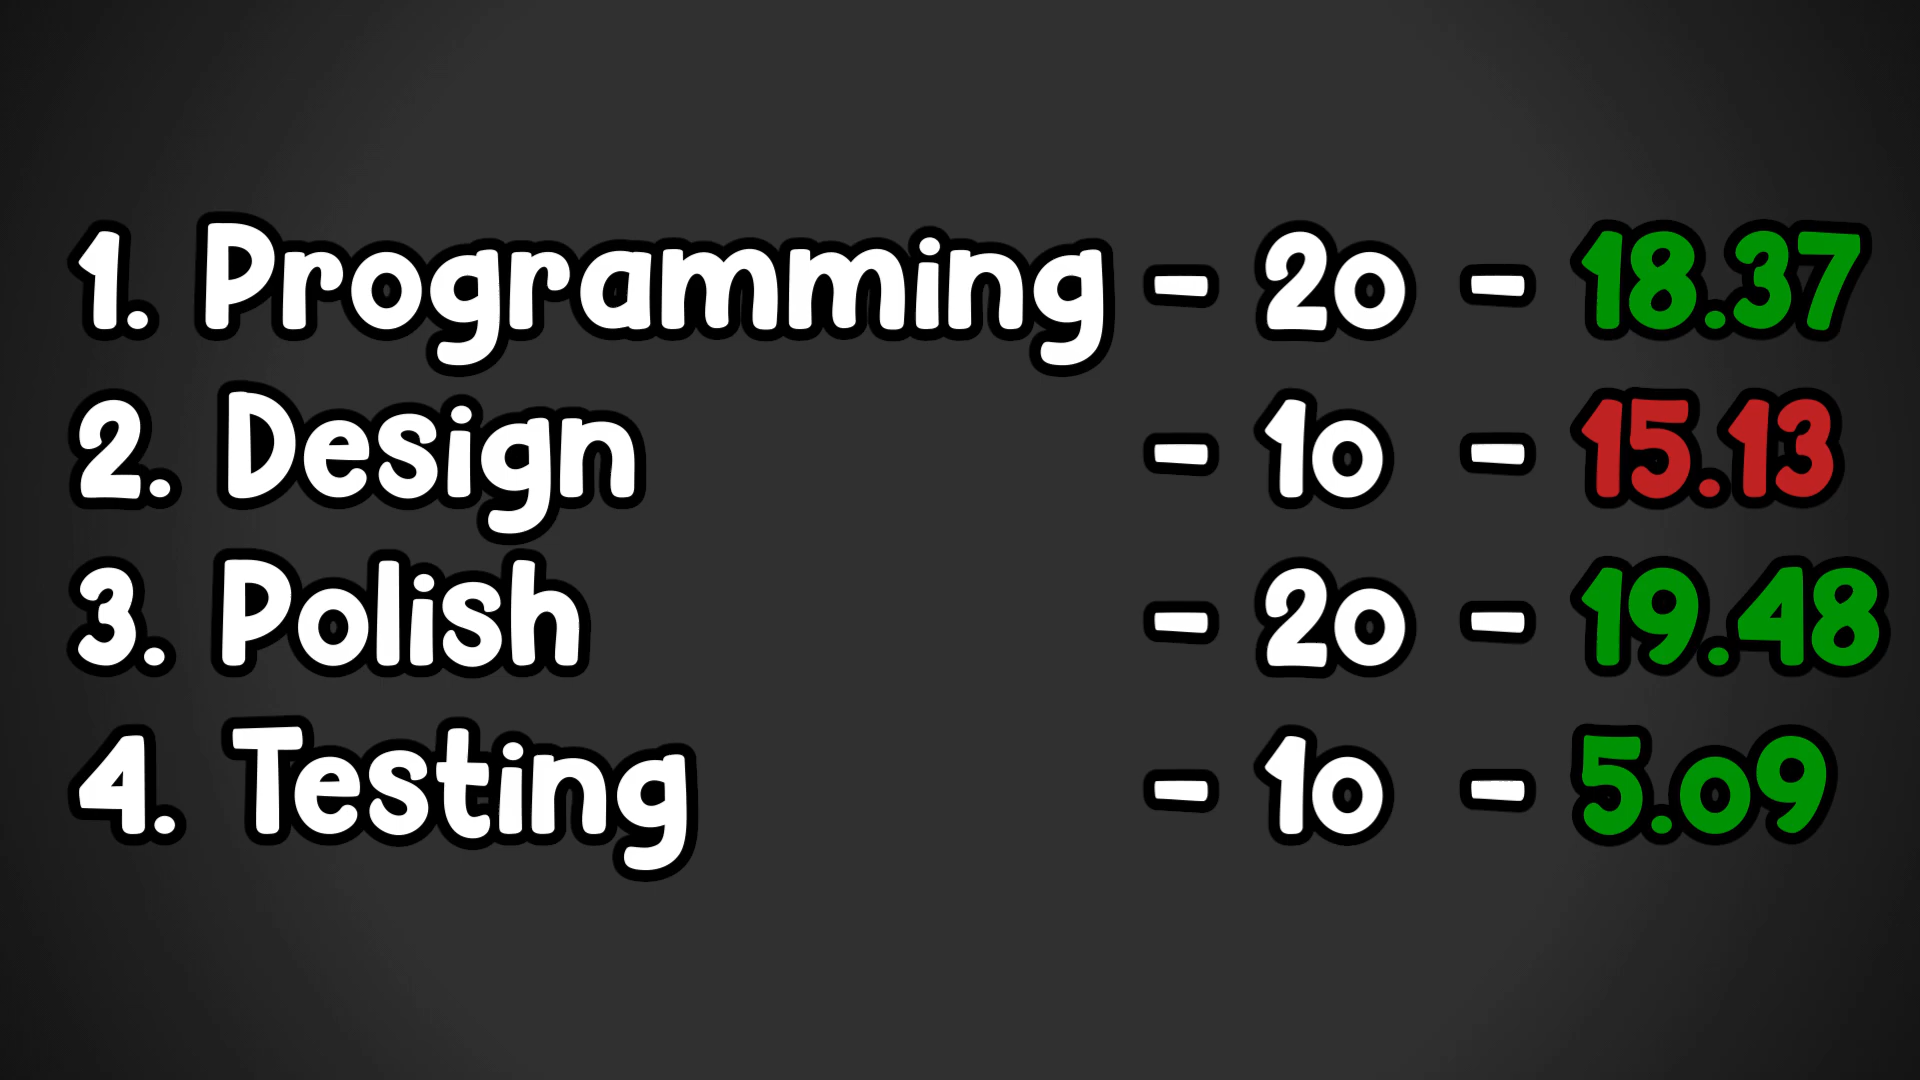 1. Programming - 20 - 18.37
2. Design - 10 - 15.13
3. Polish - 20 - 19.48
4. Testing - 10 - 5.09